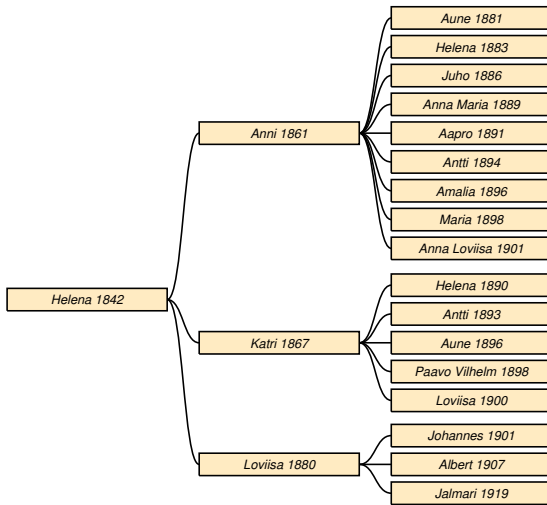 Helena 1842
Anni 1861
Aune 1881
Helena 1883
Juho 1886
Anna Maria 1889
Aapro 1891
Antti 1894
Amalia 1896
Maria 1898
Anna Loviisa 1901
Katri 1867
Helena 1890
Antti 1893
Aune 1896
Paavo Vilhelm 1898
Loviisa 1900
Loviisa 1880
Johannes 1901
Albert 1907
Jalmari 1919